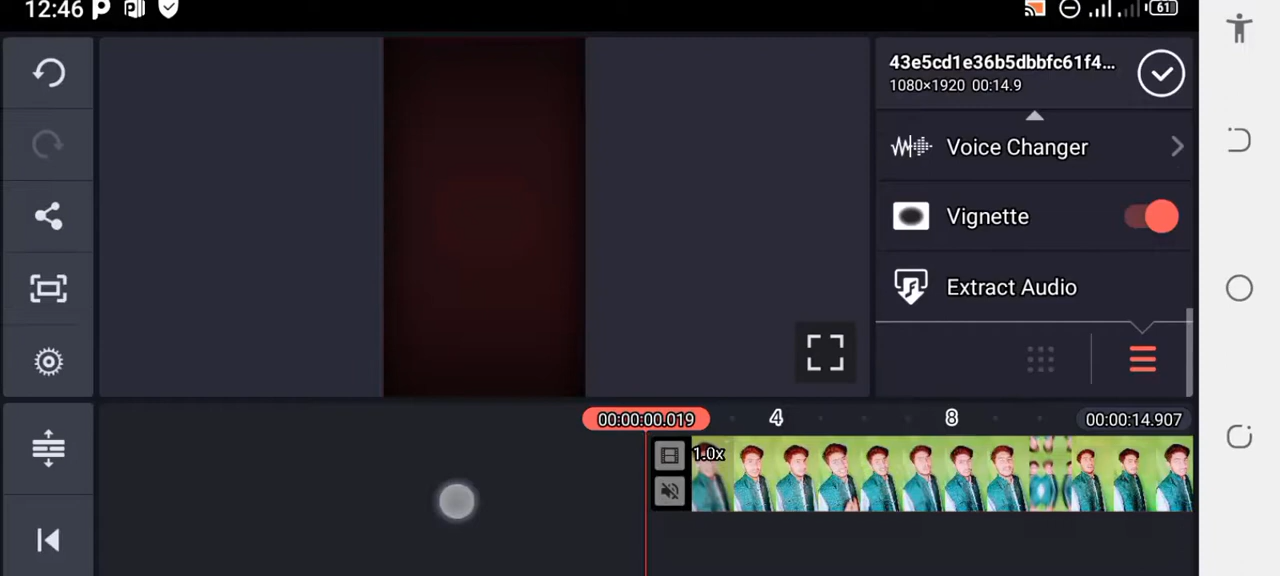 12:46
61
43e5cd1e36b5dbbfc61f4...
1080×1920 00:14.9
Voice Changer
Vignette
Extract Audio
00:00:00.019
4
8
00:00:14.907
1.0x